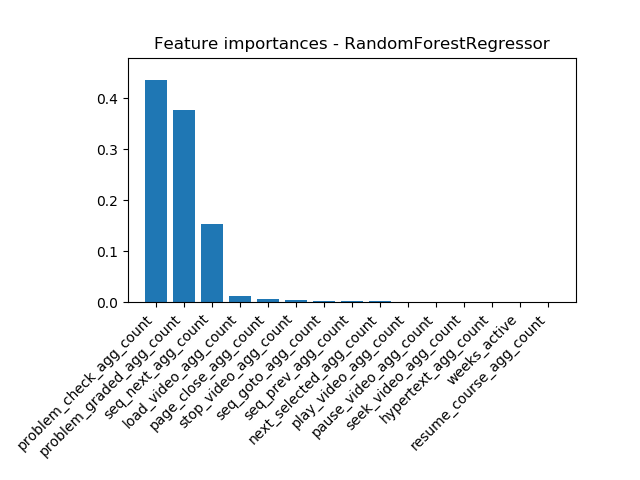 Feature importances - RandomForestRegressor
0.4
0.3
0.2
0.1
0.0
problem_check_agg_count
problem_graded_agg_count
seq_next_agg_count
load_video_agg_count
page_close_agg_count
stop_video_agg_count
seq_goto_agg_count
seq_prev_agg_count
next_selected_agg_count
play_video_agg_count
pause_video_agg_count
seek_video_agg_count
hypertext_agg_count
weeks_active
resume_course_agg_count